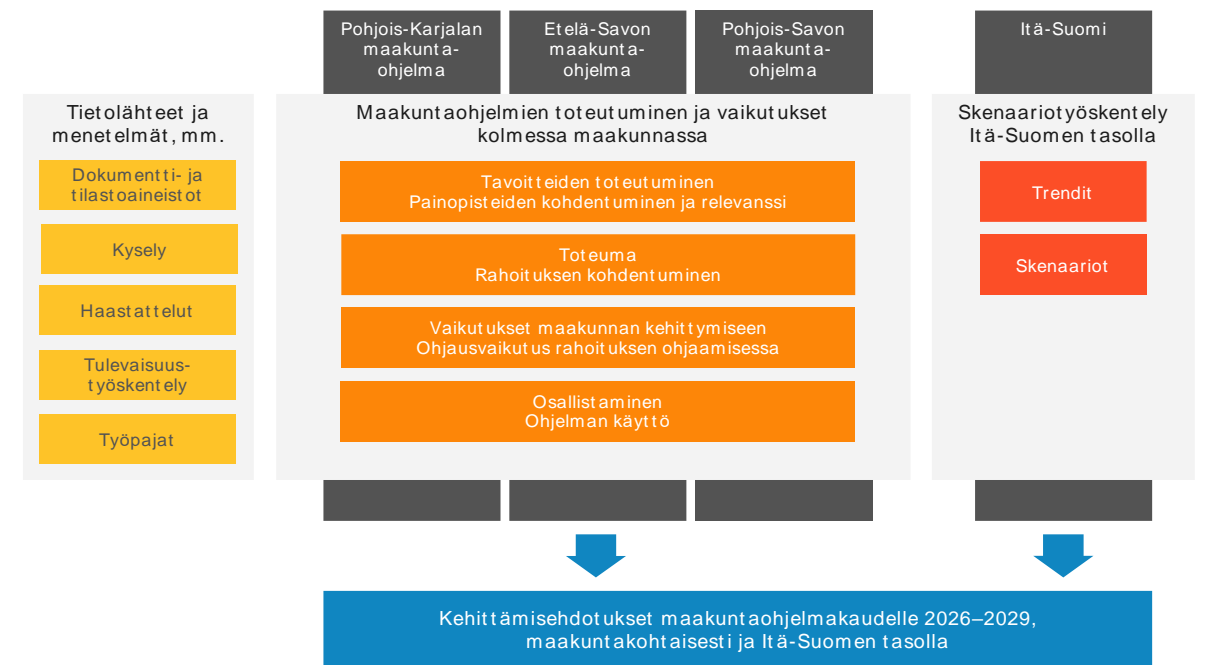 Pohjois-Karjalan
maakunta-
ohjelma
Etelä-Savon
maakunta-
ohjelma
Pohjois-Savon
maakunta-
ohjelma
Itä-Suomi
Tietolähteet ja
menetelmät, mm.
Dokumentti- ja
tilastoaineistot
Kysely
Haastattelut
Tulevaisuus-
työskentely
Työpajat
Maakuntaohjelmien toteutuminen ja vaikutukset
kolmessa maakunnassa
Tavoitteiden toteutuminen
Painopisteiden kohdentuminen ja relevanssi
Toteuma
Rahoituksen kohdentuminen
Vaikutukset maakunnan kehittymiseen
Ohjausvaikutus rahoituksen ohjaamisessa
Osallistaminen
Ohjelman käyttö
Skenaariotyöskentely
Itä-Suomen tasolla
Trendit
Skenaariot
Kehittämisehdotukset maakuntaohjelmakaudelle 2026–2029,
maakuntakohtaisesti ja Itä-Suomen tasolla